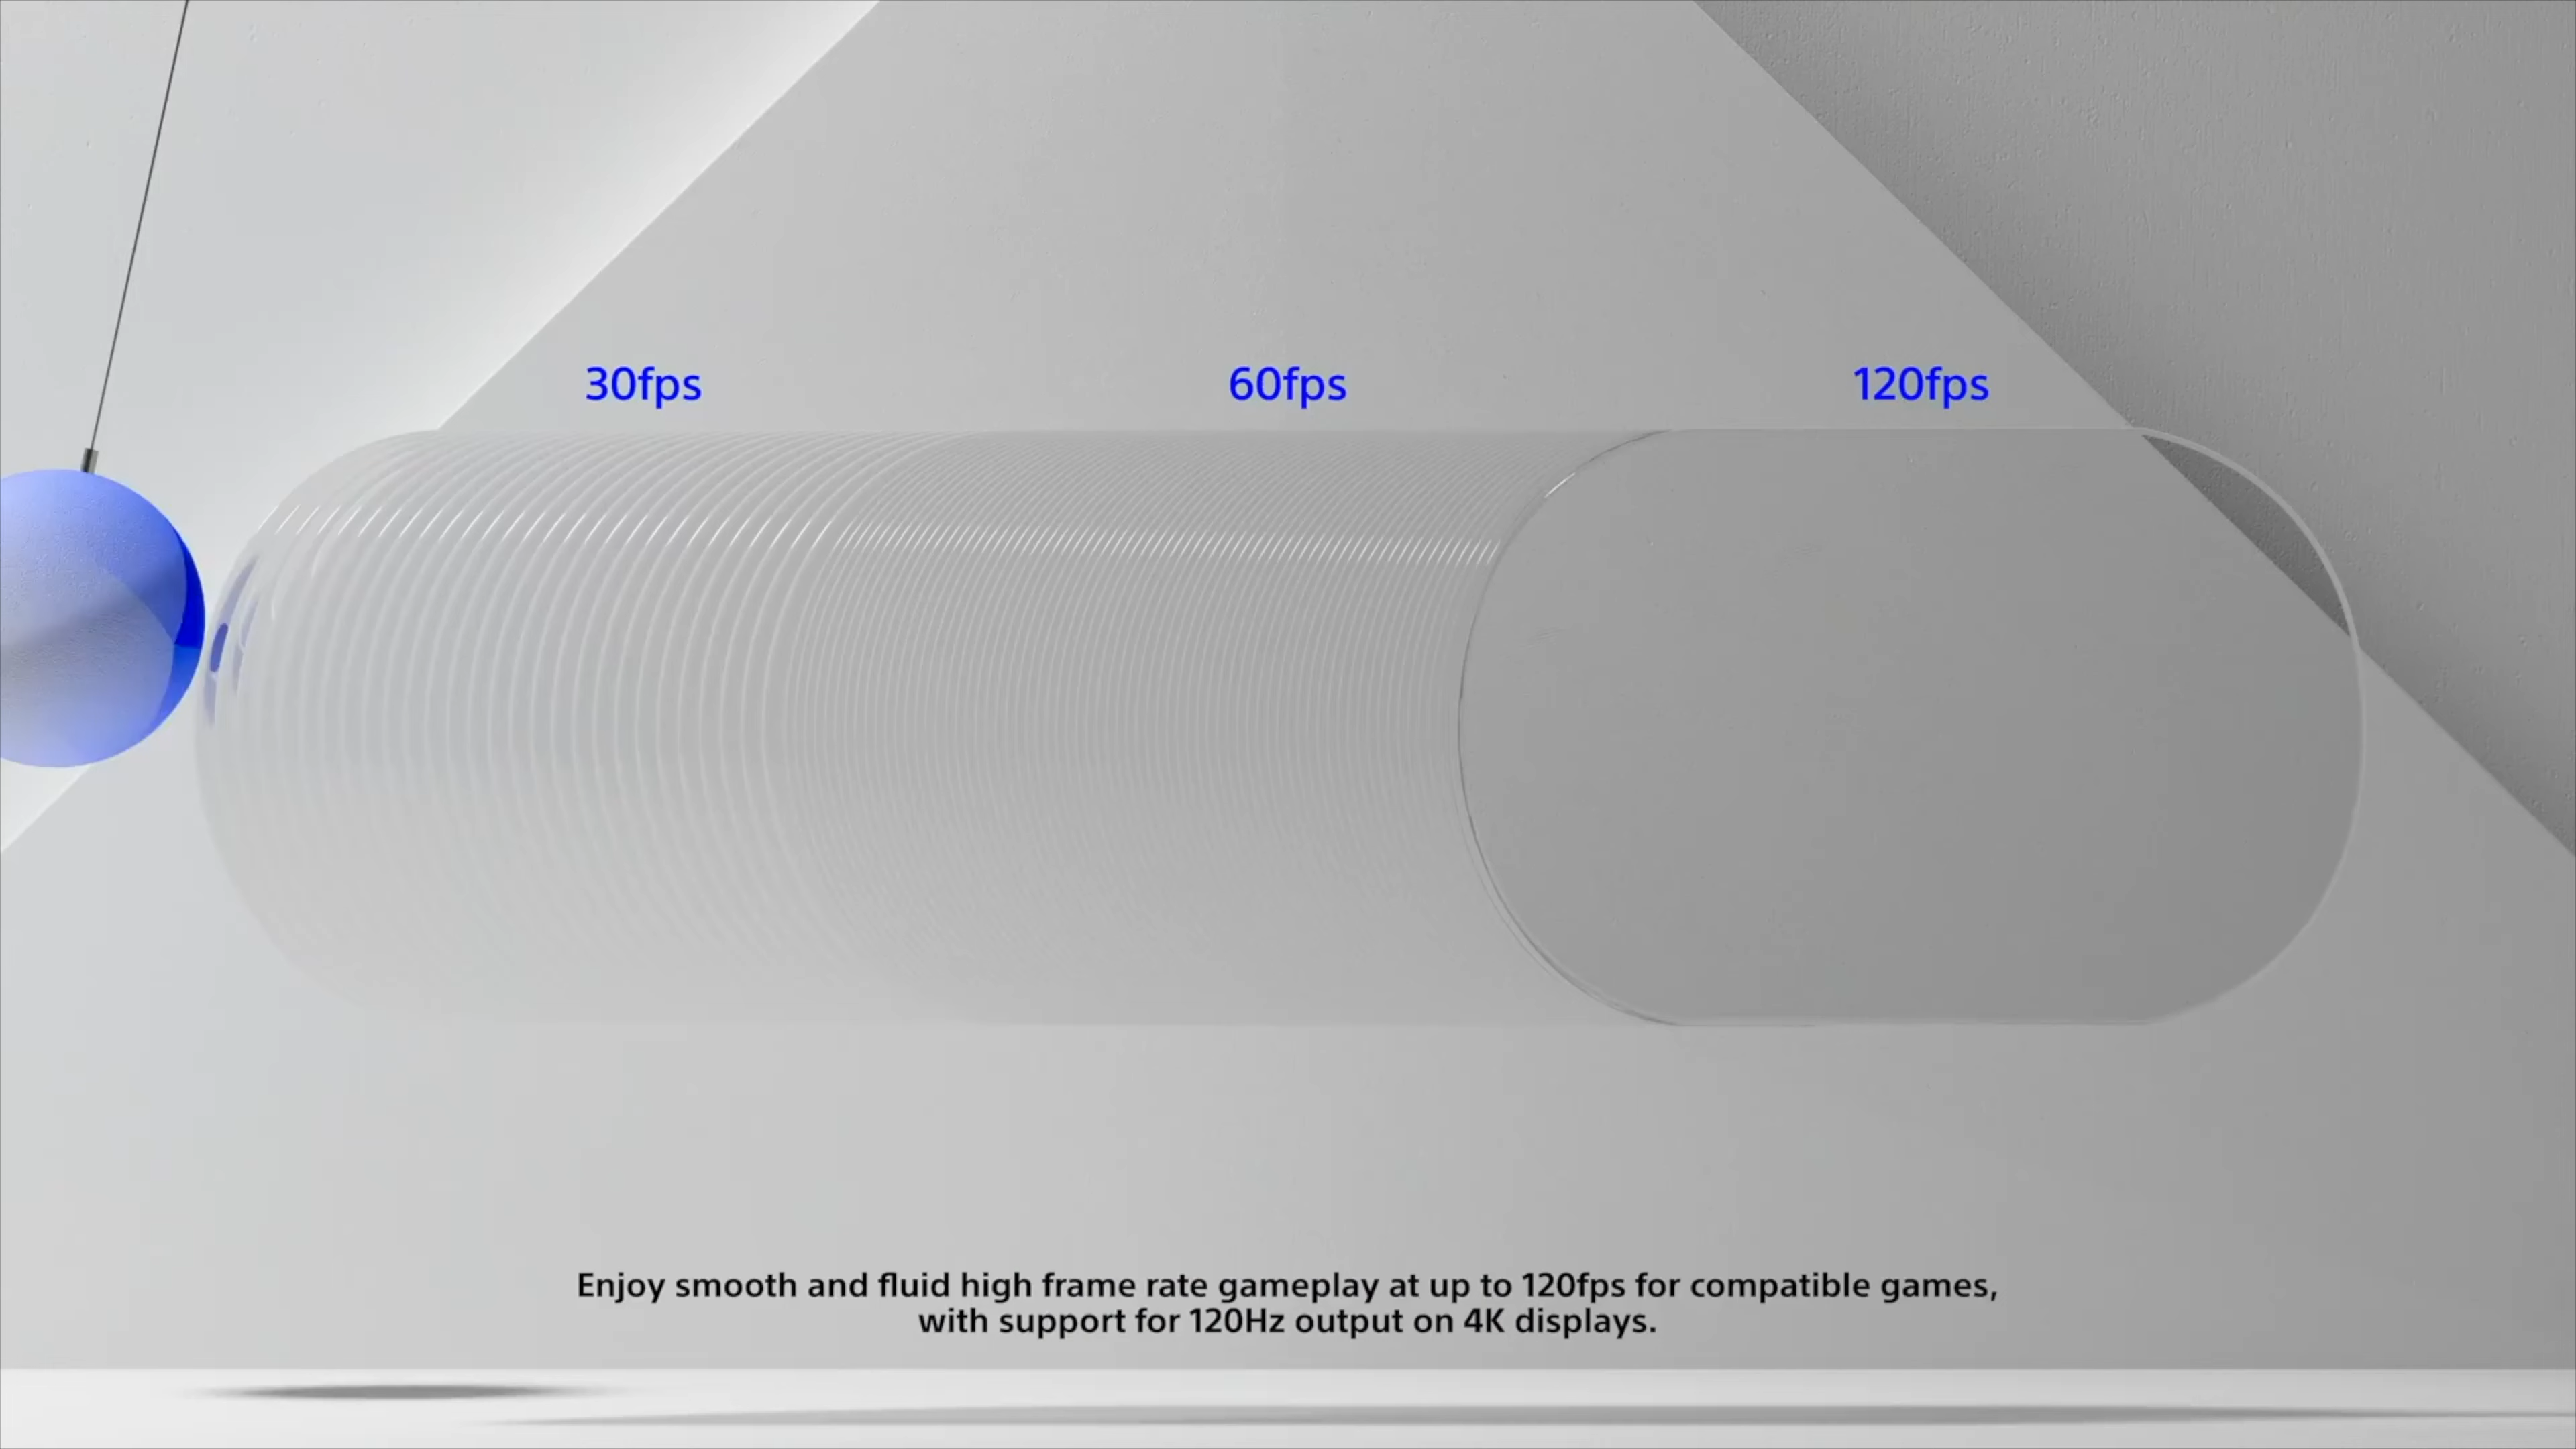 30fps 60fps 120fps
Enjoy smooth and fluid high frame rate gameplay at up to 120fps for compatible games,
with support for 120Hz output on 4K displays.